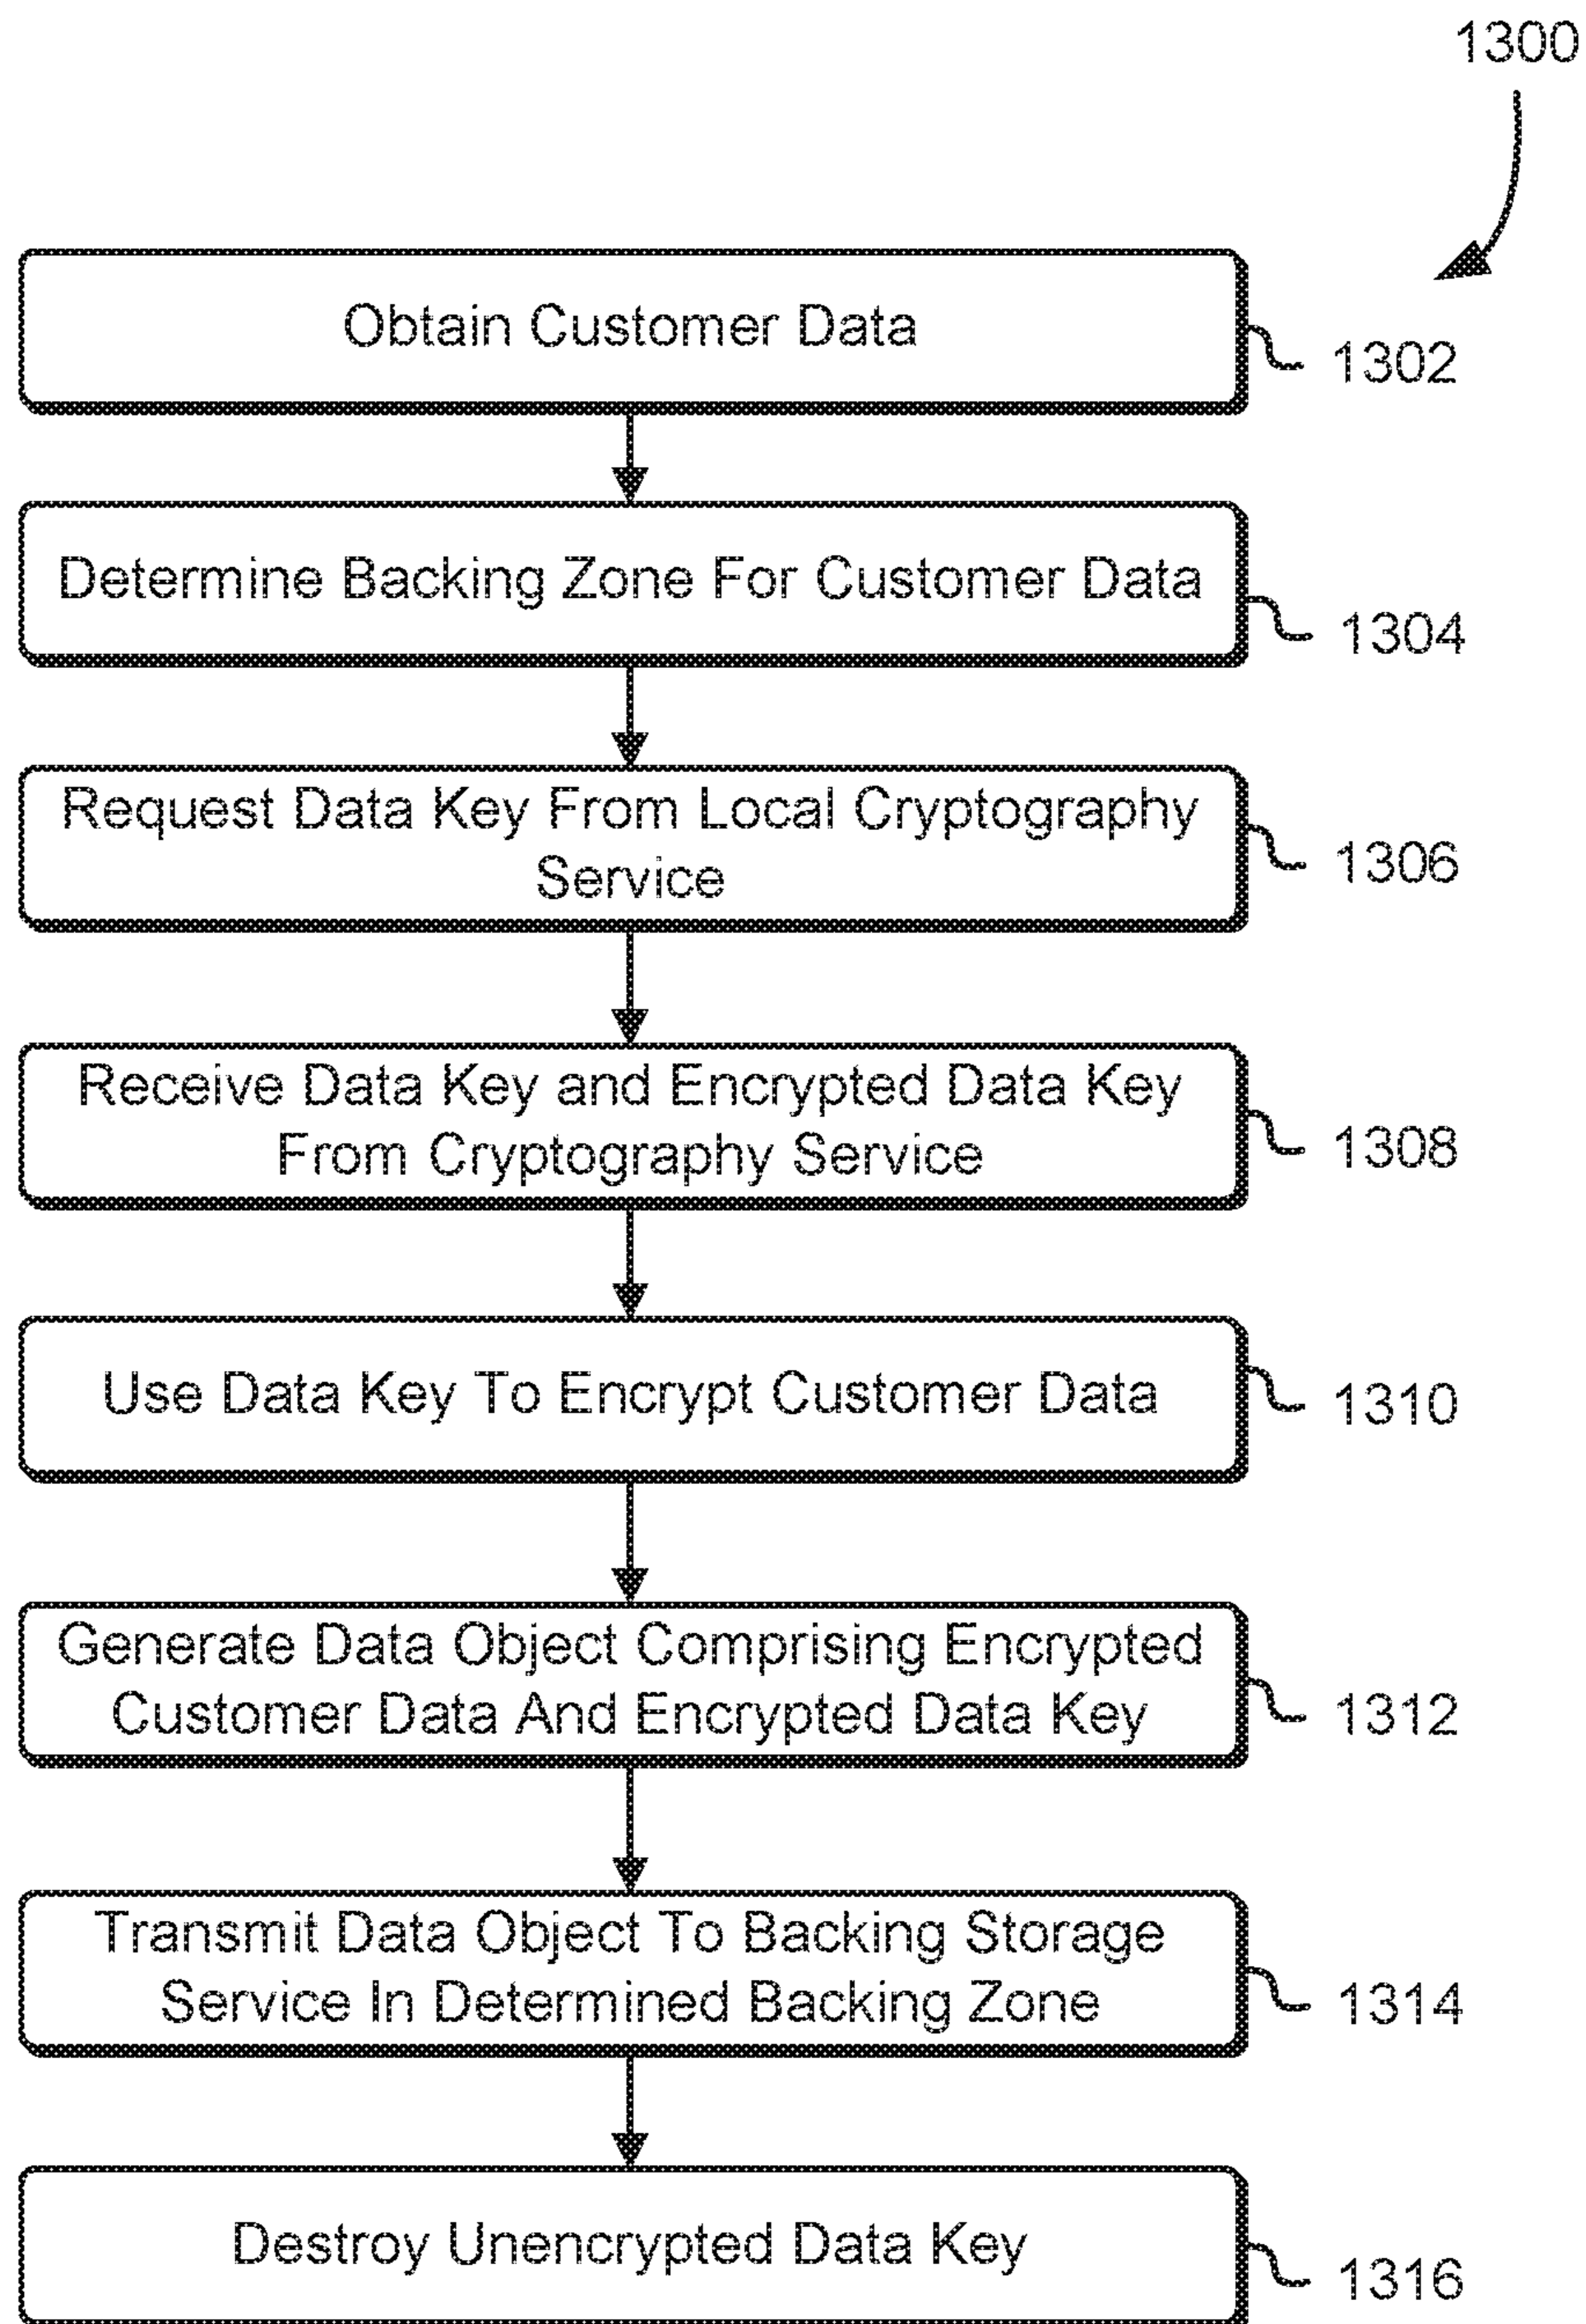 1300
Obtain Customer Data
1302
Determine Backing Zone For Customer Data
1304
Request Data Key From Local Cryptography
Service
1306
Receive Data Key and Encrypted Data Key
From Cryptography Service
1308
Use Data Key To Encrypt Customer Data
1310
Generate Data Object Comprising Encrypted
Customer Data And Encrypted Data Key
1312
Transmit Data Object To Backing Storage
Service In Determined Backing Zone
1314
Destroy Unencrypted Data Key
1316